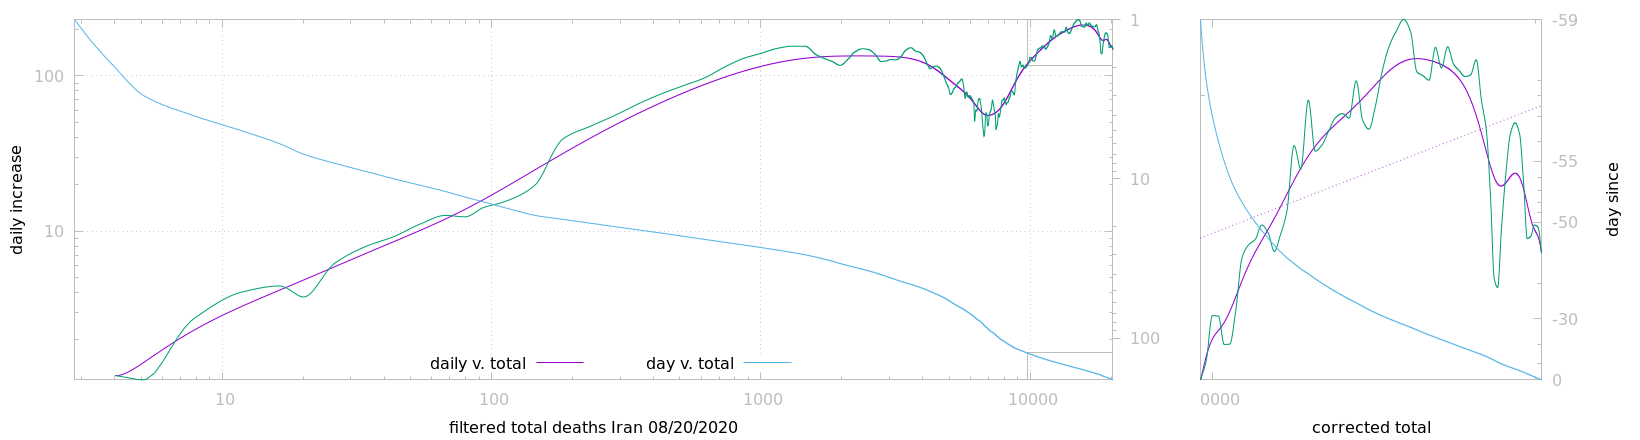 daily increase
100
10
daily v. total
day v. total
10
100
1000
10000
filtered total deaths Iran 08/20/2020
1
10
100
0000
corrected total
-59
-55
-50
-30
0
day since